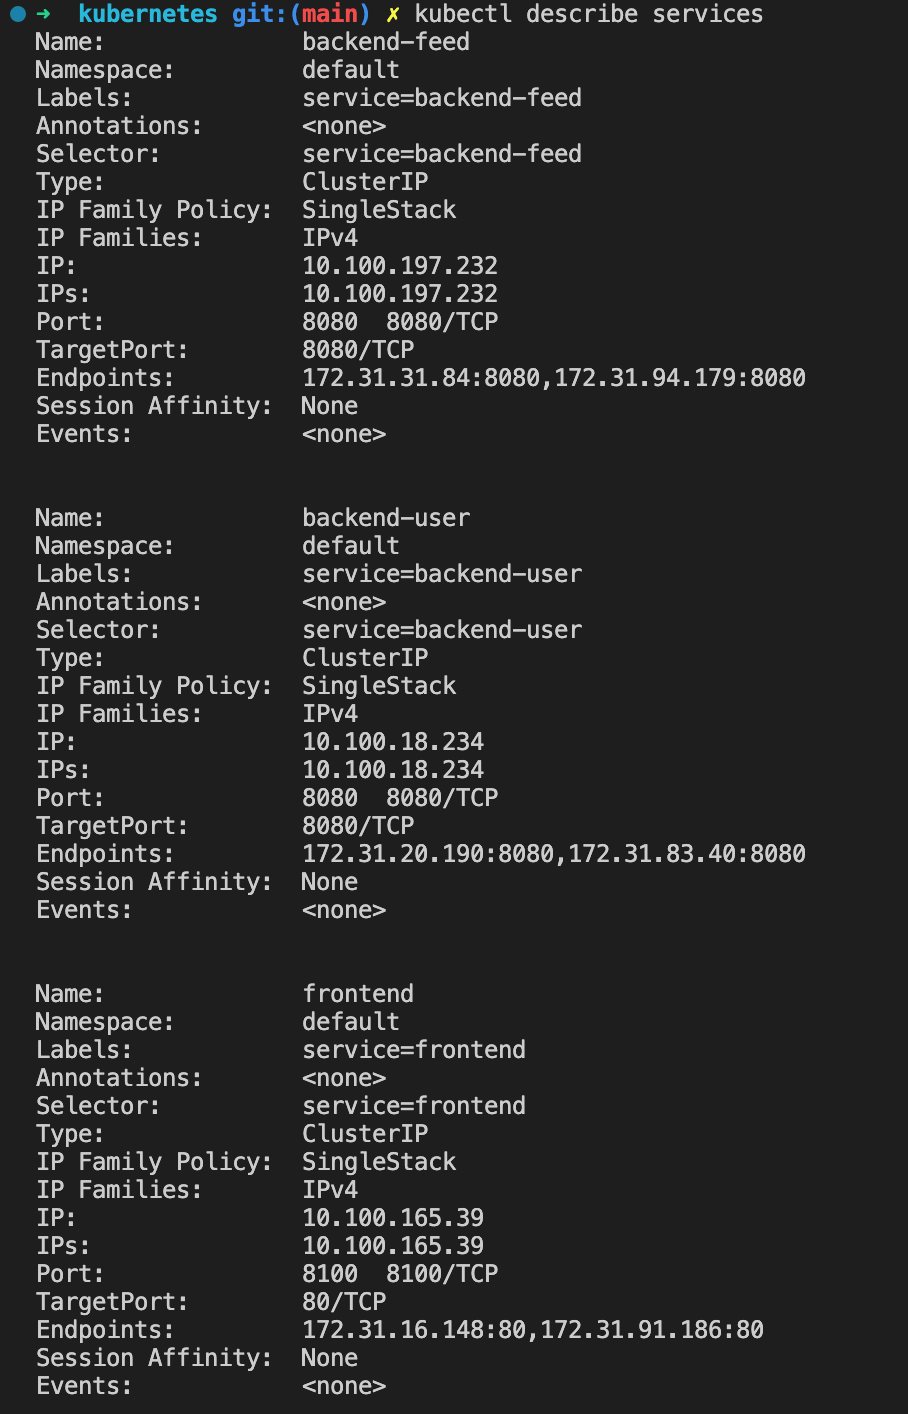 ➜ kubernetes git:(main) ✗ kubectl describe services
Name: backend-feed
Namespace: default
Labels: service=backend-feed
Annotations: <none>
Selector: service=backend-feed
Type: ClusterIP
IP Family Policy: SingleStack
IP Families: IPv4
IP: 10.100.197.232
IPs: 10.100.197.232
Port: 8080 8080/TCP
TargetPort: 8080/TCP
Endpoints: 172.31.31.84:8080,172.31.94.179:8080
Session Affinity: None
Events: <none>
Name: backend-user
Namespace: default
Labels: service=backend-user
Annotations: <none>
Selector: service=backend-user
Type: ClusterIP
IP Family Policy: SingleStack
IP Families: IPv4
IP: 10.100.18.234
IPs: 10.100.18.234
Port: 8080 8080/TCP
TargetPort: 8080/TCP
Endpoints: 172.31.20.190:8080,172.31.83.40:8080
Session Affinity: None
Events: <none>
Name: frontend
Namespace: default
Labels: service=frontend
Annotations: <none>
Selector: service=frontend
Type: ClusterIP
IP Family Policy: SingleStack
IP Families: IPv4
IP: 10.100.165.39
IPs: 10.100.165.39
Port: 8100 8100/TCP
TargetPort: 80/TCP
Endpoints: 172.31.16.148:80,172.31.91.186:80
Session Affinity: None
Events: <none>